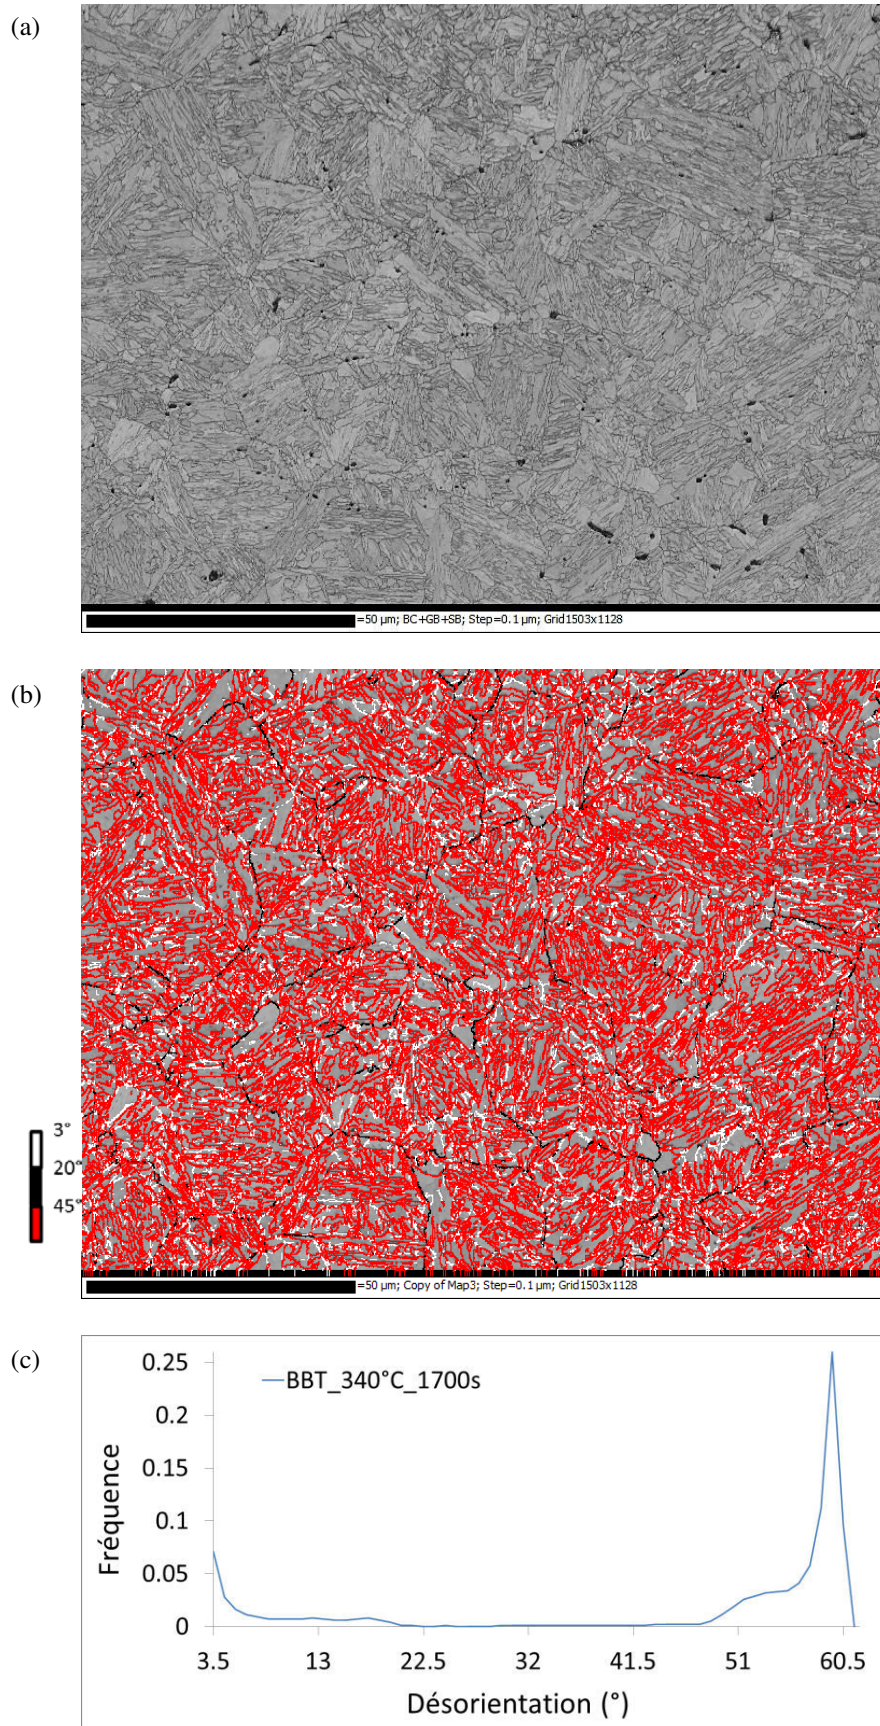 (a)
=50 µm; BC+GB+SB; Step=0.1 µm; Grid1503x1128
(b)
3°
20°
45°
=50 µm; Copy of Map3; Step=0.1 µm; Grid1503x1128
(c)
0.25
BBT_340°C_1700s
0.2
0.15
0.1
0.05
0
Fréquence
3.5 13 22.5 32 41.5 51 60.5
Désorientation (°)